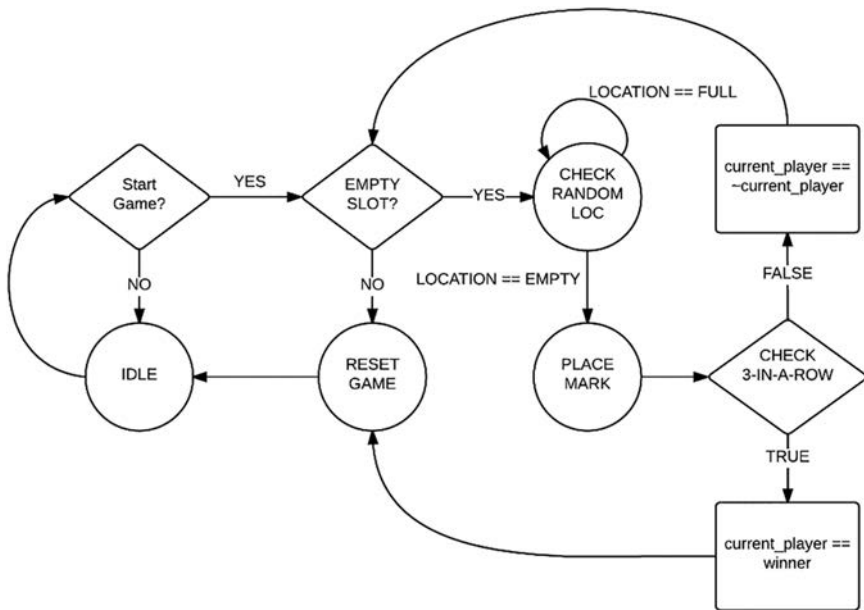 LOCATION == FULL
Start
Game?
YES
EMPTY
SLOT?
YES
CHECK
RANDOM
LOC
current_player ==
~current_player
NO
NO
LOCATION == EMPTY
FALSE
IDLE
RESET
GAME
PLACE
MARK
CHECK
3-IN-A-ROW
TRUE
current_player ==
winner